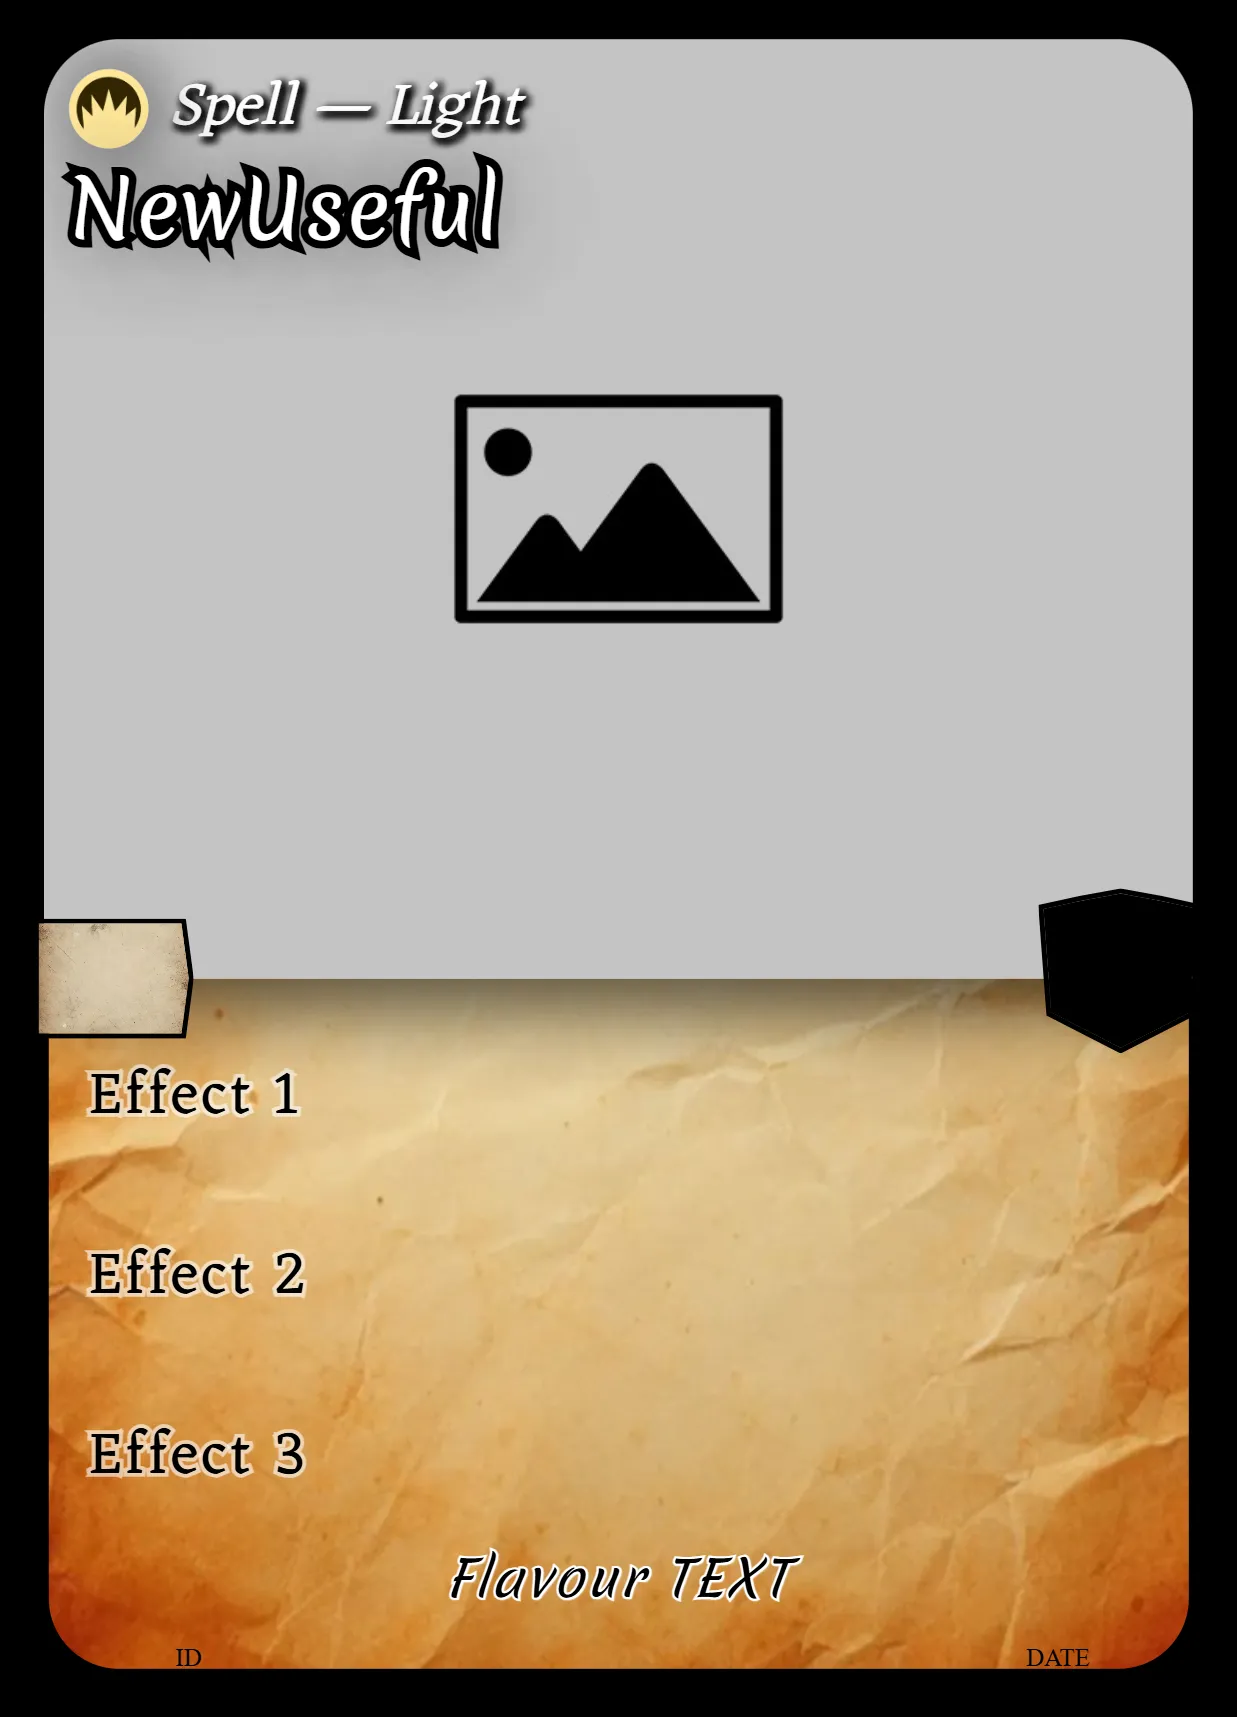 Spell — Light
NewUseful
Effect 1
Effect 2
Effect 3
Flavour TEXT
ID
DATE